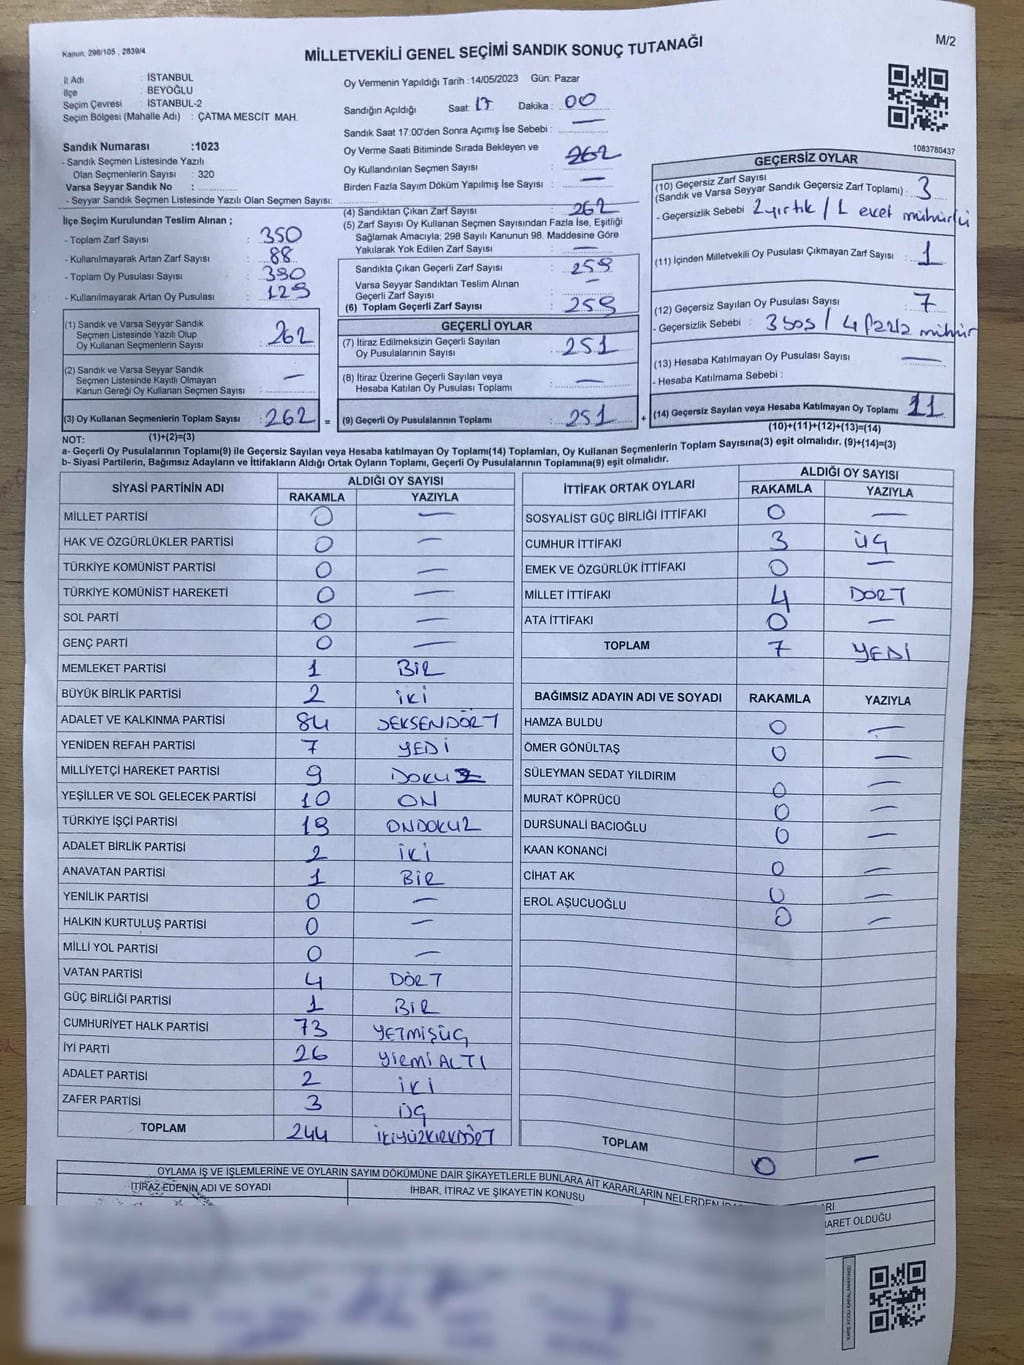 Kanun: 298/105 , 2839/4
MİLLETVEKİLİ GENEL SEÇİMİ SANDIK SONUÇ TUTANAĞI
M/2
İl Adı : İSTANBUL
İlçe : BEYOĞLU
Seçim Çevresi : İSTANBUL-2
Seçim Bölgesi (Mahalle Adı) : ÇATMA MESCİT MAH.
Sandık Numarası :1023
- Sandık Seçmen Listesinde Yazılı
Olan Seçmenlerin Sayısı : 320
Varsa Seyyar Sandık No :
- Seyyar Sandık Seçmen Listesinde Yazılı Olan Seçmen Sayısı:
İlçe Seçim Kurulundan Teslim Alınan ;
- Toplam Zarf Sayısı : 350
- Kullanılmayarak Artan Zarf Sayısı : 88
- Toplam Oy Pusulası Sayısı : 380
- Kullanılmayarak Artan Oy Pusulası : 129
Oy Vermenin Yapıldığı Tarih :14/05/2023 Gün: Pazar
Sandığın Açıldığı Saat: 17 Dakika : 00
Sandık Saat 17.00'den Sonra Açımış İse Sebebi : —
Oy Verme Saati Bitiminde Sırada Bekleyen ve
Oy Kullandırılan Seçmen Sayısı : —
Birden Fazla Sayım Döküm Yapılmış İse Sayısı : —
(4) Sandıktan Çıkan Zarf Sayısı : 262
(5) Zarf Sayısı Oy Kullanan Seçmen Sayısından Fazla İse, Eşitliği
Sağlamak Amacıyla; 298 Sayılı Kanunun 98. Maddesine Göre
Yakılarak Yok Edilen Zarf Sayısı : —
Sandıkta Çıkan Geçerli Zarf Sayısı : 259
Varsa Seyyar Sandıktan Teslim Alınan
Geçerli Zarf Sayısı : —
(6) Toplam Geçerli Zarf Sayısı : 259
1083780437
GEÇERSİZ OYLAR
(10) Geçersiz Zarf Sayısı
(Sandık ve Varsa Seyyar Sandık Geçersiz Zarf Toplamı) : 3
- Geçersizlik Sebebi : 2 yırtık / 1 evet mühürlü
(11) İçinden Milletvekili Oy Pusulası Çıkmayan Zarf Sayısı : 1
(12) Geçersiz Sayılan Oy Pusulası Sayısı : 7
- Geçersizlik Sebebi : 3 boş / 4 fazla mühür
(13) Hesaba Katılmayan Oy Pusulası Sayısı : —
- Hesaba Katılmama Sebebi :
(14) Geçersiz Sayılan veya Hesaba Katılmayan Oy Toplamı 11
(10)+(11)+(12)+(13)=(14)
(1) Sandık ve Varsa Seyyar Sandık
Seçmen Listesinde Yazılı Olup
Oy Kullanan Seçmenlerin Sayısı : 262
(2) Sandık ve Varsa Seyyar Sandık
Seçmen Listesinde Kayıtlı Olmayan
Kanun Gereği Oy Kullanan Seçmen Sayısı : —
(3) Oy Kullanan Seçmenlerin Toplam Sayısı : 262 =
(1)+(2)=(3)
GEÇERLİ OYLAR
(7) İtiraz Edilmeksizin Geçerli Sayılan
Oy Pusulalarının Sayısı : 251
(8) İtiraz Üzerine Geçerli Sayılan veya
Hesaba Katılan Oy Pusulası Toplamı : —
(9) Geçerli Oy Pusulalarının Toplamı : 251 +
NOT:
a- Geçerli Oy Pusulalarının Toplamı(9) ile Geçersiz Sayılan veya Hesaba katılmayan Oy Toplamı(14) Toplamları, Oy Kullanan Seçmenlerin Toplam Sayısına(3) eşit olmalıdır. (9)+(14)=(3)
b- Siyasi Partilerin, Bağımsız Adayların ve İttifakların Aldığı Ortak Oyların Toplamı, Geçerli Oy Pusulalarının Toplamına(9) eşit olmalıdır.
SİYASİ PARTİNİN ADI ALDIĞI OY SAYISI
RAKAMLA YAZIYLA
MİLLET PARTİSİ 0 —
HAK VE ÖZGÜRLÜKLER PARTİSİ 0 —
TÜRKİYE KOMÜNİST PARTİSİ 0 —
TÜRKİYE KOMÜNİST HAREKETİ 0 —
SOL PARTİ 0 —
GENÇ PARTİ 0 —
MEMLEKET PARTİSİ 1 BİR
BÜYÜK BİRLİK PARTİSİ 2 İKİ
ADALET VE KALKINMA PARTİSİ 84 SEKSENDÖRT
YENİDEN REFAH PARTİSİ 7 YEDİ
MİLLİYETÇİ HAREKET PARTİSİ 9 DOKUZ
YEŞİLLER VE SOL GELECEK PARTİSİ 10 ON
TÜRKİYE İŞÇİ PARTİSİ 19 ONDOKUZ
ADALET BİRLİK PARTİSİ 2 İKİ
ANAVATAN PARTİSİ 1 BİR
YENİLİK PARTİSİ 0 —
HALKIN KURTULUŞ PARTİSİ 0 —
MİLLİ YOL PARTİSİ 0 —
VATAN PARTİSİ 4 DÖRT
GÜÇ BİRLİĞİ PARTİSİ 1 BİR
CUMHURİYET HALK PARTİSİ 73 YETMİŞÜÇ
İYİ PARTİ 26 YİRMİALTI
ADALET PARTİSİ 2 İKİ
ZAFER PARTİSİ 3 ÜÇ
TOPLAM 244 İKİYÜZKIRKDÖRT
İTTİFAK ORTAK OYLARI ALDIĞI OY SAYISI
RAKAMLA YAZIYLA
SOSYALİST GÜÇ BİRLİĞİ İTTİFAKI 0 —
CUMHUR İTTİFAKI 3 ÜÇ
EMEK VE ÖZGÜRLÜK İTTİFAKI 0 —
MİLLET İTTİFAKI 4 DÖRT
ATA İTTİFAKI 0 —
TOPLAM 7 YEDİ
BAĞIMSIZ ADAYIN ADI VE SOYADI RAKAMLA YAZIYLA
HAMZA BULDU 0 —
ÖMER GÖNÜLTAŞ 0 —
SÜLEYMAN SEDAT YILDIRIM 0 —
MURAT KÖPRÜCÜ 0 —
DURSUNALİ BACIOĞLU 0 —
KAAN KONANCİ 0 —
CİHAT AK 0 —
EROL AŞUCUOĞLU 0 —
TOPLAM 0 —
OYLAMA İŞ VE İŞLEMLERİNE VE OYLARIN SAYIM DÖKÜMÜNE DAİR ŞİKAYETLERLE BUNLARA AİT KARARLARIN NELERDEN
İTİRAZ EDENİN ADI VE SOYADI İHBAR, İTİRAZ VE ŞİKAYETİN KONUSU